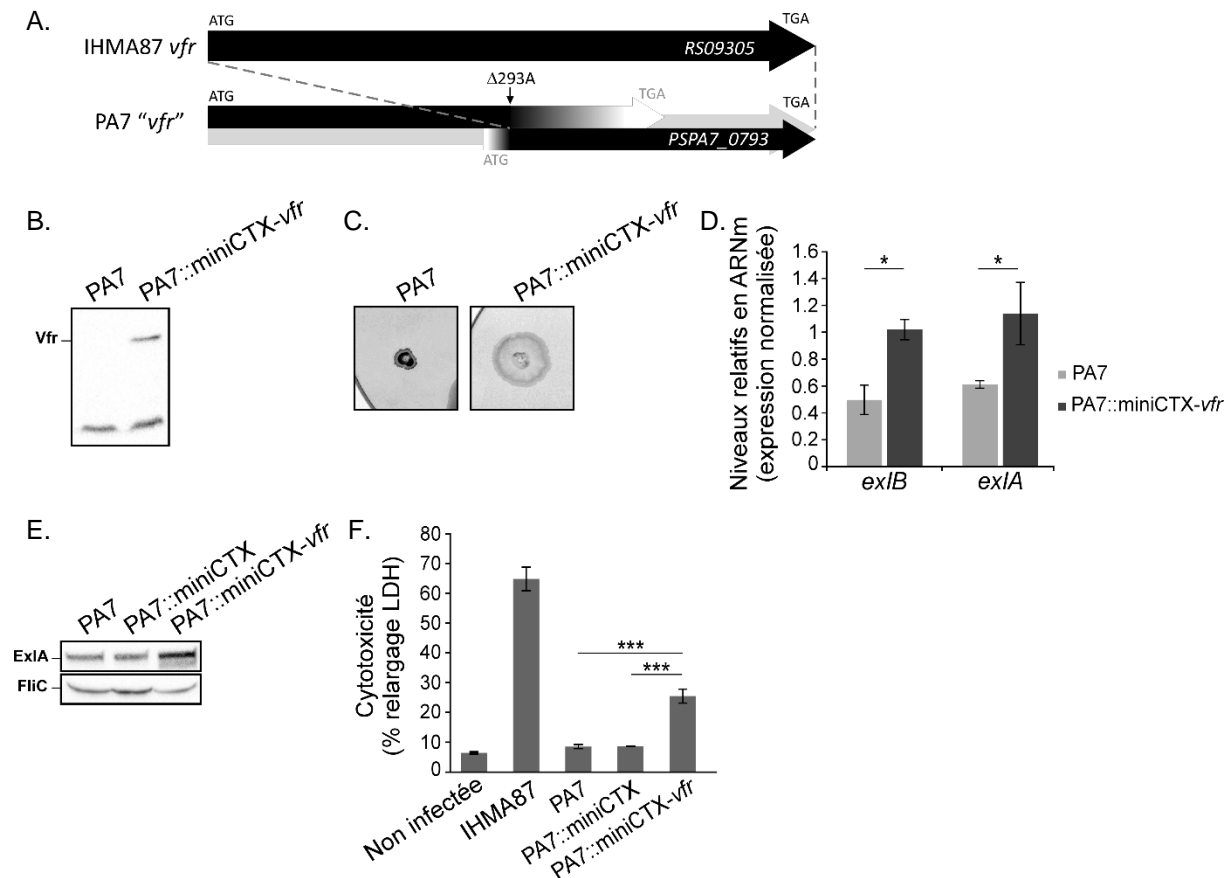 A.
ATG
TGA
IHMA87 vfr
RS09305
Δ293A
ATG
TGA
TGA
PA7 “vfr”
PSPA7_0793
ATG
B.
PA7
PA7::miniCTX-vfr
Vfr
C.
PA7
PA7::miniCTX-vfr
D.
Niveaux relatifs en ARNm
(expression normalisée)
1.6
1.4
1.2
1
0.8
0.6
0.4
0.2
0
*
*
exlB
exlA
PA7
PA7::miniCTX-vfr
E.
PA7
PA7::miniCTX
PA7::miniCTX-vfr
ExlA
FliC
F.
Cytotoxicité
(% relargage LDH)
80
70
60
50
40
30
20
10
0
***
***
Non infectée
IHMA87
PA7
PA7::miniCTX
PA7::miniCTX-vfr